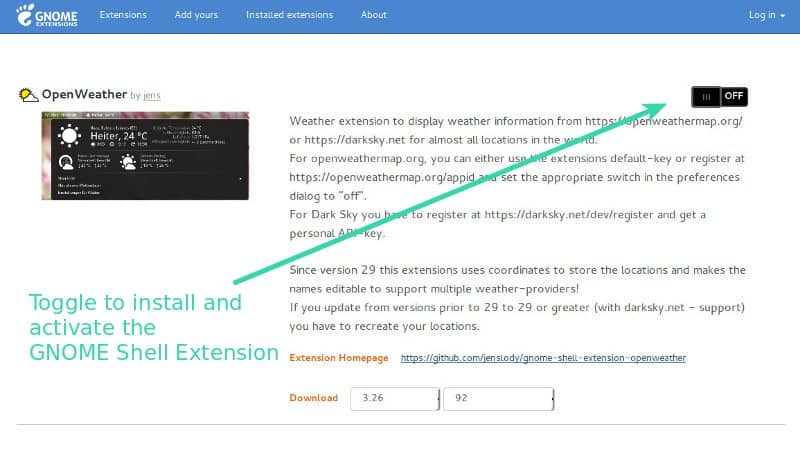 GNOME
EXTENSIONS
Extensions
Add yours
Installed extensions
About
Log in
OpenWeather by jens
OFF
Heiter, 24 °C
Weather extension to display weather information from https://openweathermap.org/
or https://darksky.net for almost all locations in the world.
For openweathermap.org, you can either use the extensions default-key or register at
https://openweathermap.org/appid and set the appropriate switch in the preferences
dialog to "off".
For Dark Sky you have to register at https://darksky.net/dev/register and get a
personal API-key.
Since version 29 this extensions uses coordinates to store the locations and makes the
names editable to support multiple weather-providers!
If you update from versions prior to 29 to 29 or greater (with darksky.net - support)
you have to recreate your locations.
Toggle to install and
activate the
GNOME Shell Extension
Extension Homepage https://github.com/jenslody/gnome-shell-extension-openweather
Download 3.26 92